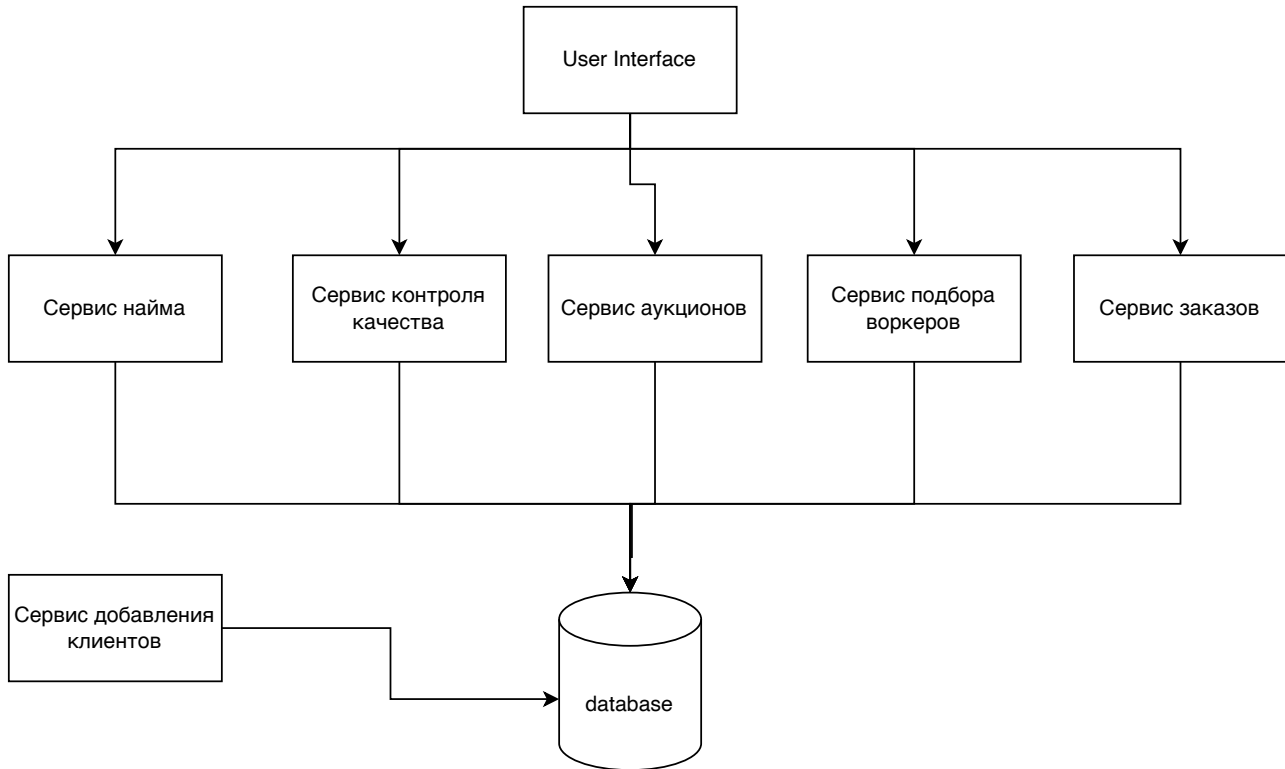 User Interface
Сервис найма
Сервис контроля
качества
Сервис аукционов
Сервис подбора
воркеров
Сервис заказов
Сервис добавления
клиентов
database